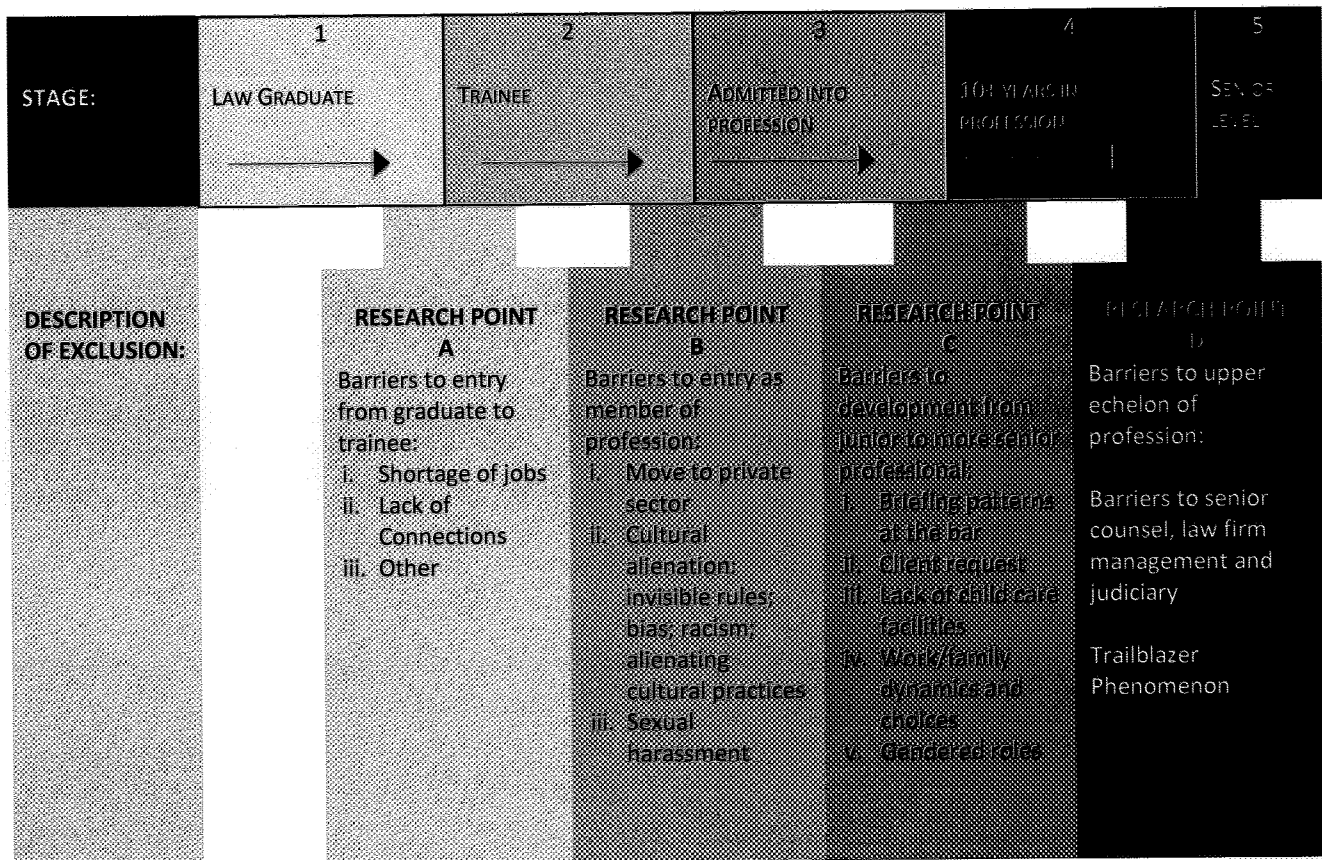 STAGE:
1
LAW GRADUATE
2
TRAINEE
3
ADMITTED INTO
PROFESSION
4
10+ YEARS IN
PROFESSION
5
SENIOR
LEVEL
DESCRIPTION
OF EXCLUSION:
RESEARCH POINT
A
Barriers to entry
from graduate to
trainee:
i. Shortage of jobs
ii. Lack of
Connections
iii. Other
RESEARCH POINT
B
Barriers to entry as
member of
profession:
i. Move to private
sector
ii. Cultural
alienation:
invisible rules;
bias; racism;
alienating
cultural practices
iii. Sexual
harassment
RESEARCH POINT
C
Barriers to
development from
junior to more senior
professional:
i. Briefing patterns
at the bar
ii. Client request
iii. Lack of child care
facilities
iv. Work/family
dynamics and
choices
v. Gendered roles
RESEARCH POINT
D
Barriers to upper
echelon of
profession:
Barriers to senior
counsel, law firm
management and
judiciary
Trailblazer
Phenomenon